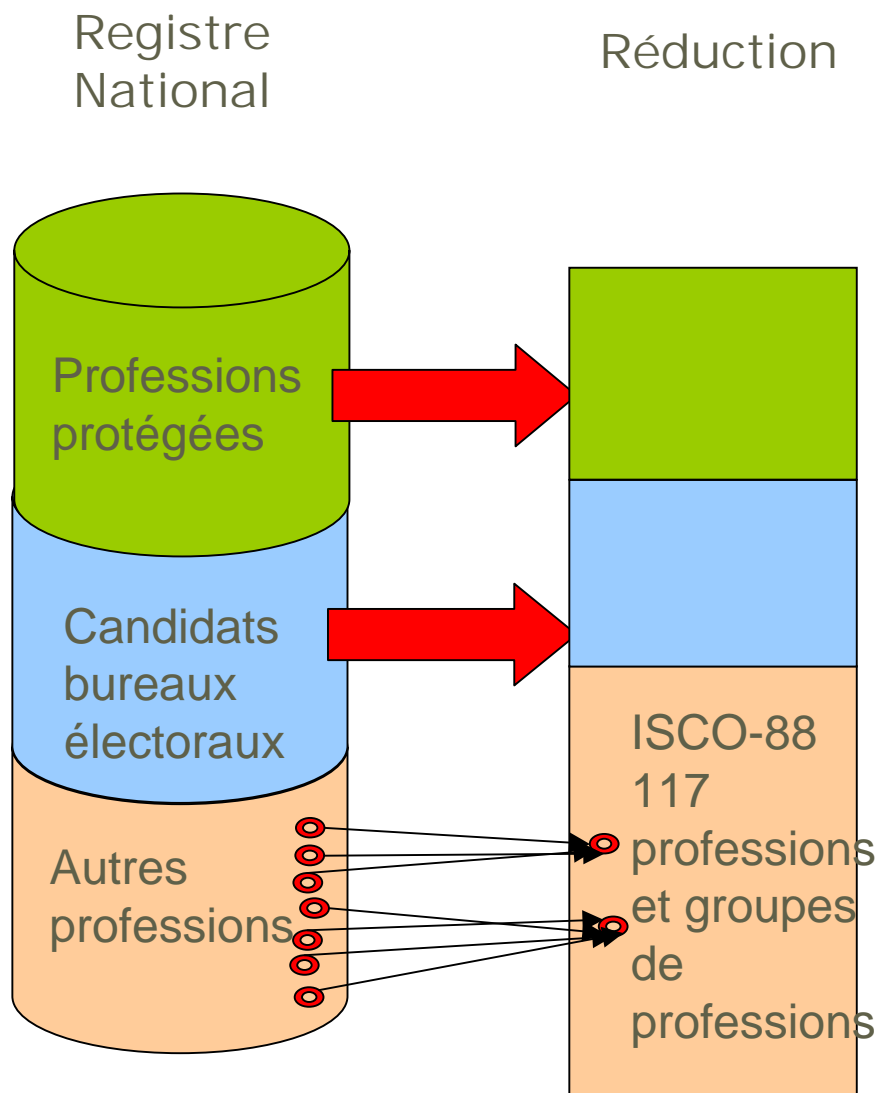 Registre
National
Réduction
Professions
protégées
Candidats
bureaux
électoraux
Autres
professions
ISCO-88
117
professions
et groupes
de
professions